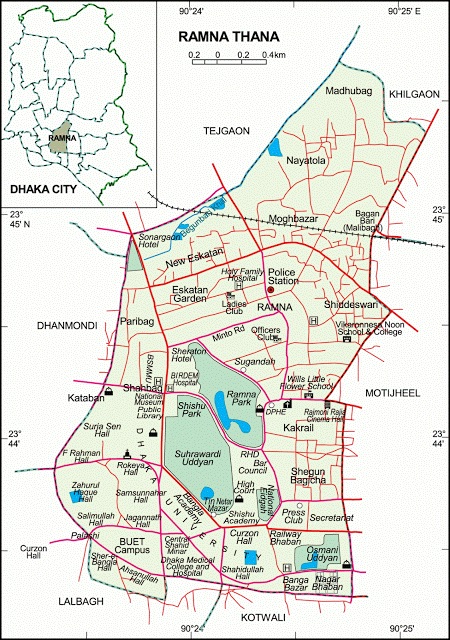 90°24'
90°25' E
RAMNA THANA
0.2 0 0.2 0.4km
RAMNA
DHAKA CITY
KHILGAON
Madhubag
TEJGAON
Nayatola
23°
45' N
23°
45'
Begunbari Khal
Moghbazar
Bagan
Bari
(Malibagh)
Sonargaon
Hotel
New Eskatan
Holy Family
Hospital
Police
Station
Eskatan
Garden
Ladies
Club
RAMNA
Shiddeswari
DHANMONDI
Paribag
Minto Rd
Officers
Club
Vikeronnesa Noon
School & College
Sheraton
Hotel
BSMMU
Sugandah
BIRDEM
Hospital
Shahbag
Kataban
National
Museum
Public
Library
Shishu
Park
Ramna
Park
Wills Little
Flower School
MOTIJHEEL
DPHE
Rajmoni Raja
Cinema Hall
Kakrail
23°
44'
23°
44'
Surja Sen
Hall
F Rahman
Hall
Rokeya
Hall
Suhrawardi
Uddyan
RHD
Bar
Council
Shegun
Bagicha
Zahurul
Huque
Hall
Samsunnahar
Hall
High
Court
National
Eidgah
Tin Netar
Mazar
Bangla
Academy
Shishu
Academy
Press
Club
Secretariat
Salimullah
Hall
Jagannath
Hall
DHAKA UNIVERSITY
Palashi
Curzon
Hall
BUET
Campus
Central
Shahid
Minar
Curzon
Hall
Railway
Bhaban
Osmani
Uddyan
Sher-e-
Bangla
Hall
Ahsanullah
Hall
Dhaka Medical
College and
Hospital
Shahidullah
Hall
Banga
Bazar
Nagar
Bhaban
LALBAGH
KOTWALI
90°24'
90°25'
H
H
H
H
H